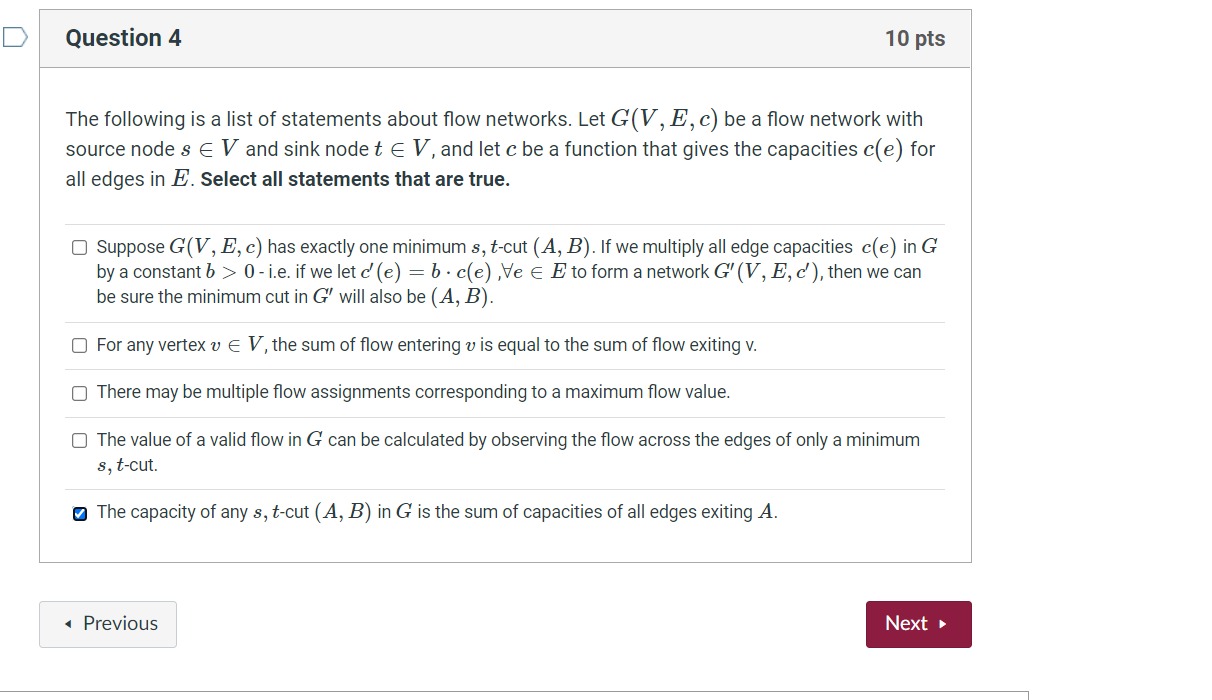 Question 4
10 pts
The following is a list of statements about flow networks. Let G(V, E, c) be a flow network with
source node s ∈ V and sink node t ∈ V, and let c be a function that gives the capacities c(e) for
all edges in E. Select all statements that are true.
Suppose G(V, E, c) has exactly one minimum s, t-cut (A, B). If we multiply all edge capacities c(e) in G
by a constant b > 0 - i.e. if we let c′(e) = b · c(e) ,∀e ∈ E to form a network G′(V, E, c′), then we can
be sure the minimum cut in G′ will also be (A, B).
For any vertex v ∈ V, the sum of flow entering v is equal to the sum of flow exiting v.
There may be multiple flow assignments corresponding to a maximum flow value.
The value of a valid flow in G can be calculated by observing the flow across the edges of only a minimum
s, t-cut.
The capacity of any s, t-cut (A, B) in G is the sum of capacities of all edges exiting A.
◂ Previous
Next ▸